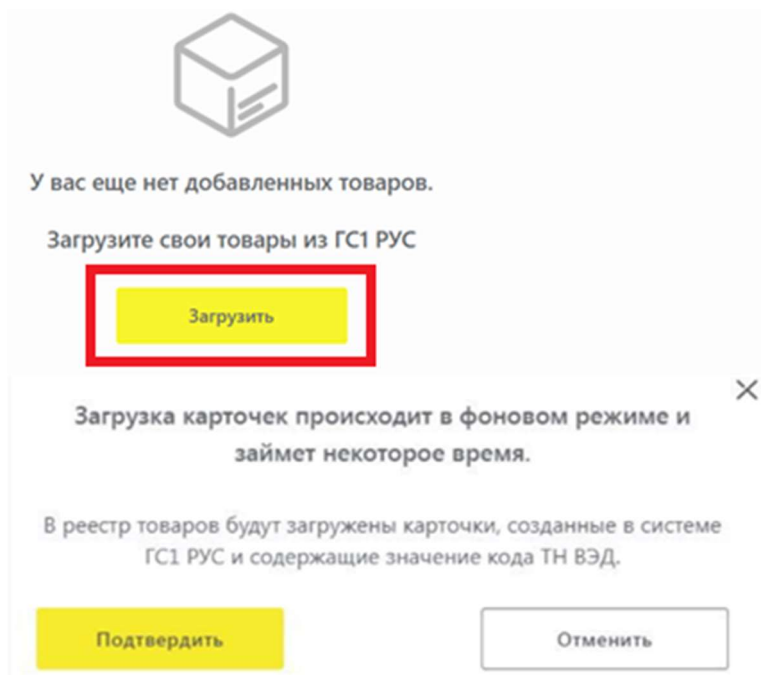 У вас еще нет добавленных товаров.
Загрузите свои товары из ГС1 РУС
Загрузить
Загрузка карточек происходит в фоновом режиме и
займет некоторое время.
В реестр товаров будут загружены карточки, созданные в системе
ГС1 РУС и содержащие значение кода ТН ВЭД.
Подтвердить
Отменить